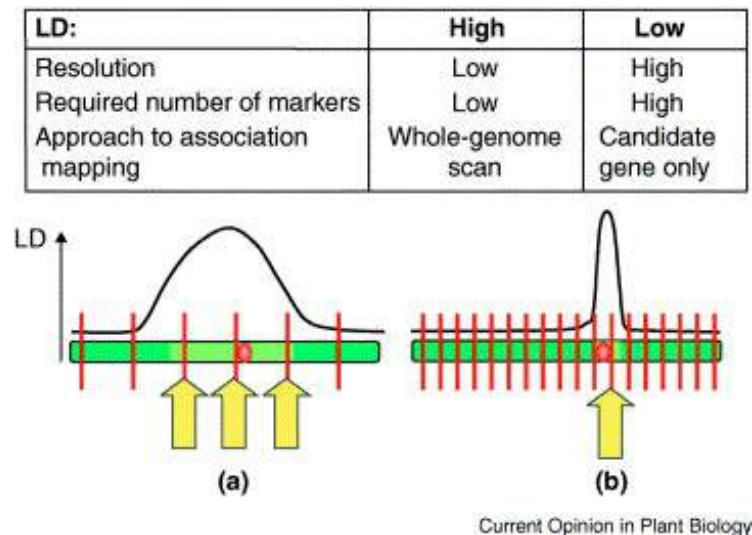 LD: High Low
Resolution Low High
Required number of markers Low High
Approach to association Whole-genome Candidate
mapping scan gene only
LD
(a) (b)
Current Opinion in Plant Biology